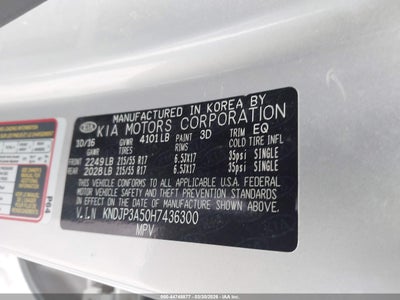 MANUFACTURED IN KOREA BY
KIA MOTORS CORPORATION
10/16 GVWR 4101LB PAINT 3D TRIM EQ
GAWR TIRES RIMS COLD TIRE INFL
FRONT 2249LB 215/55 R17 6.5JX17 35psi SINGLE
REAR 2028LB 215/55 R17 6.5JX17 35psi SINGLE
THIS VEHICLE CONFORMS TO ALL APPLICABLE U.S.A. FEDERAL
MOTOR VEHICLE SAFETY AND THEFT PREVENTION STANDARDS
IN EFFECT ON THE DATE OF MANUFACTURE SHOWN ABOVE.
V.I.N KNDJP3A50H7436300
MPV
P64